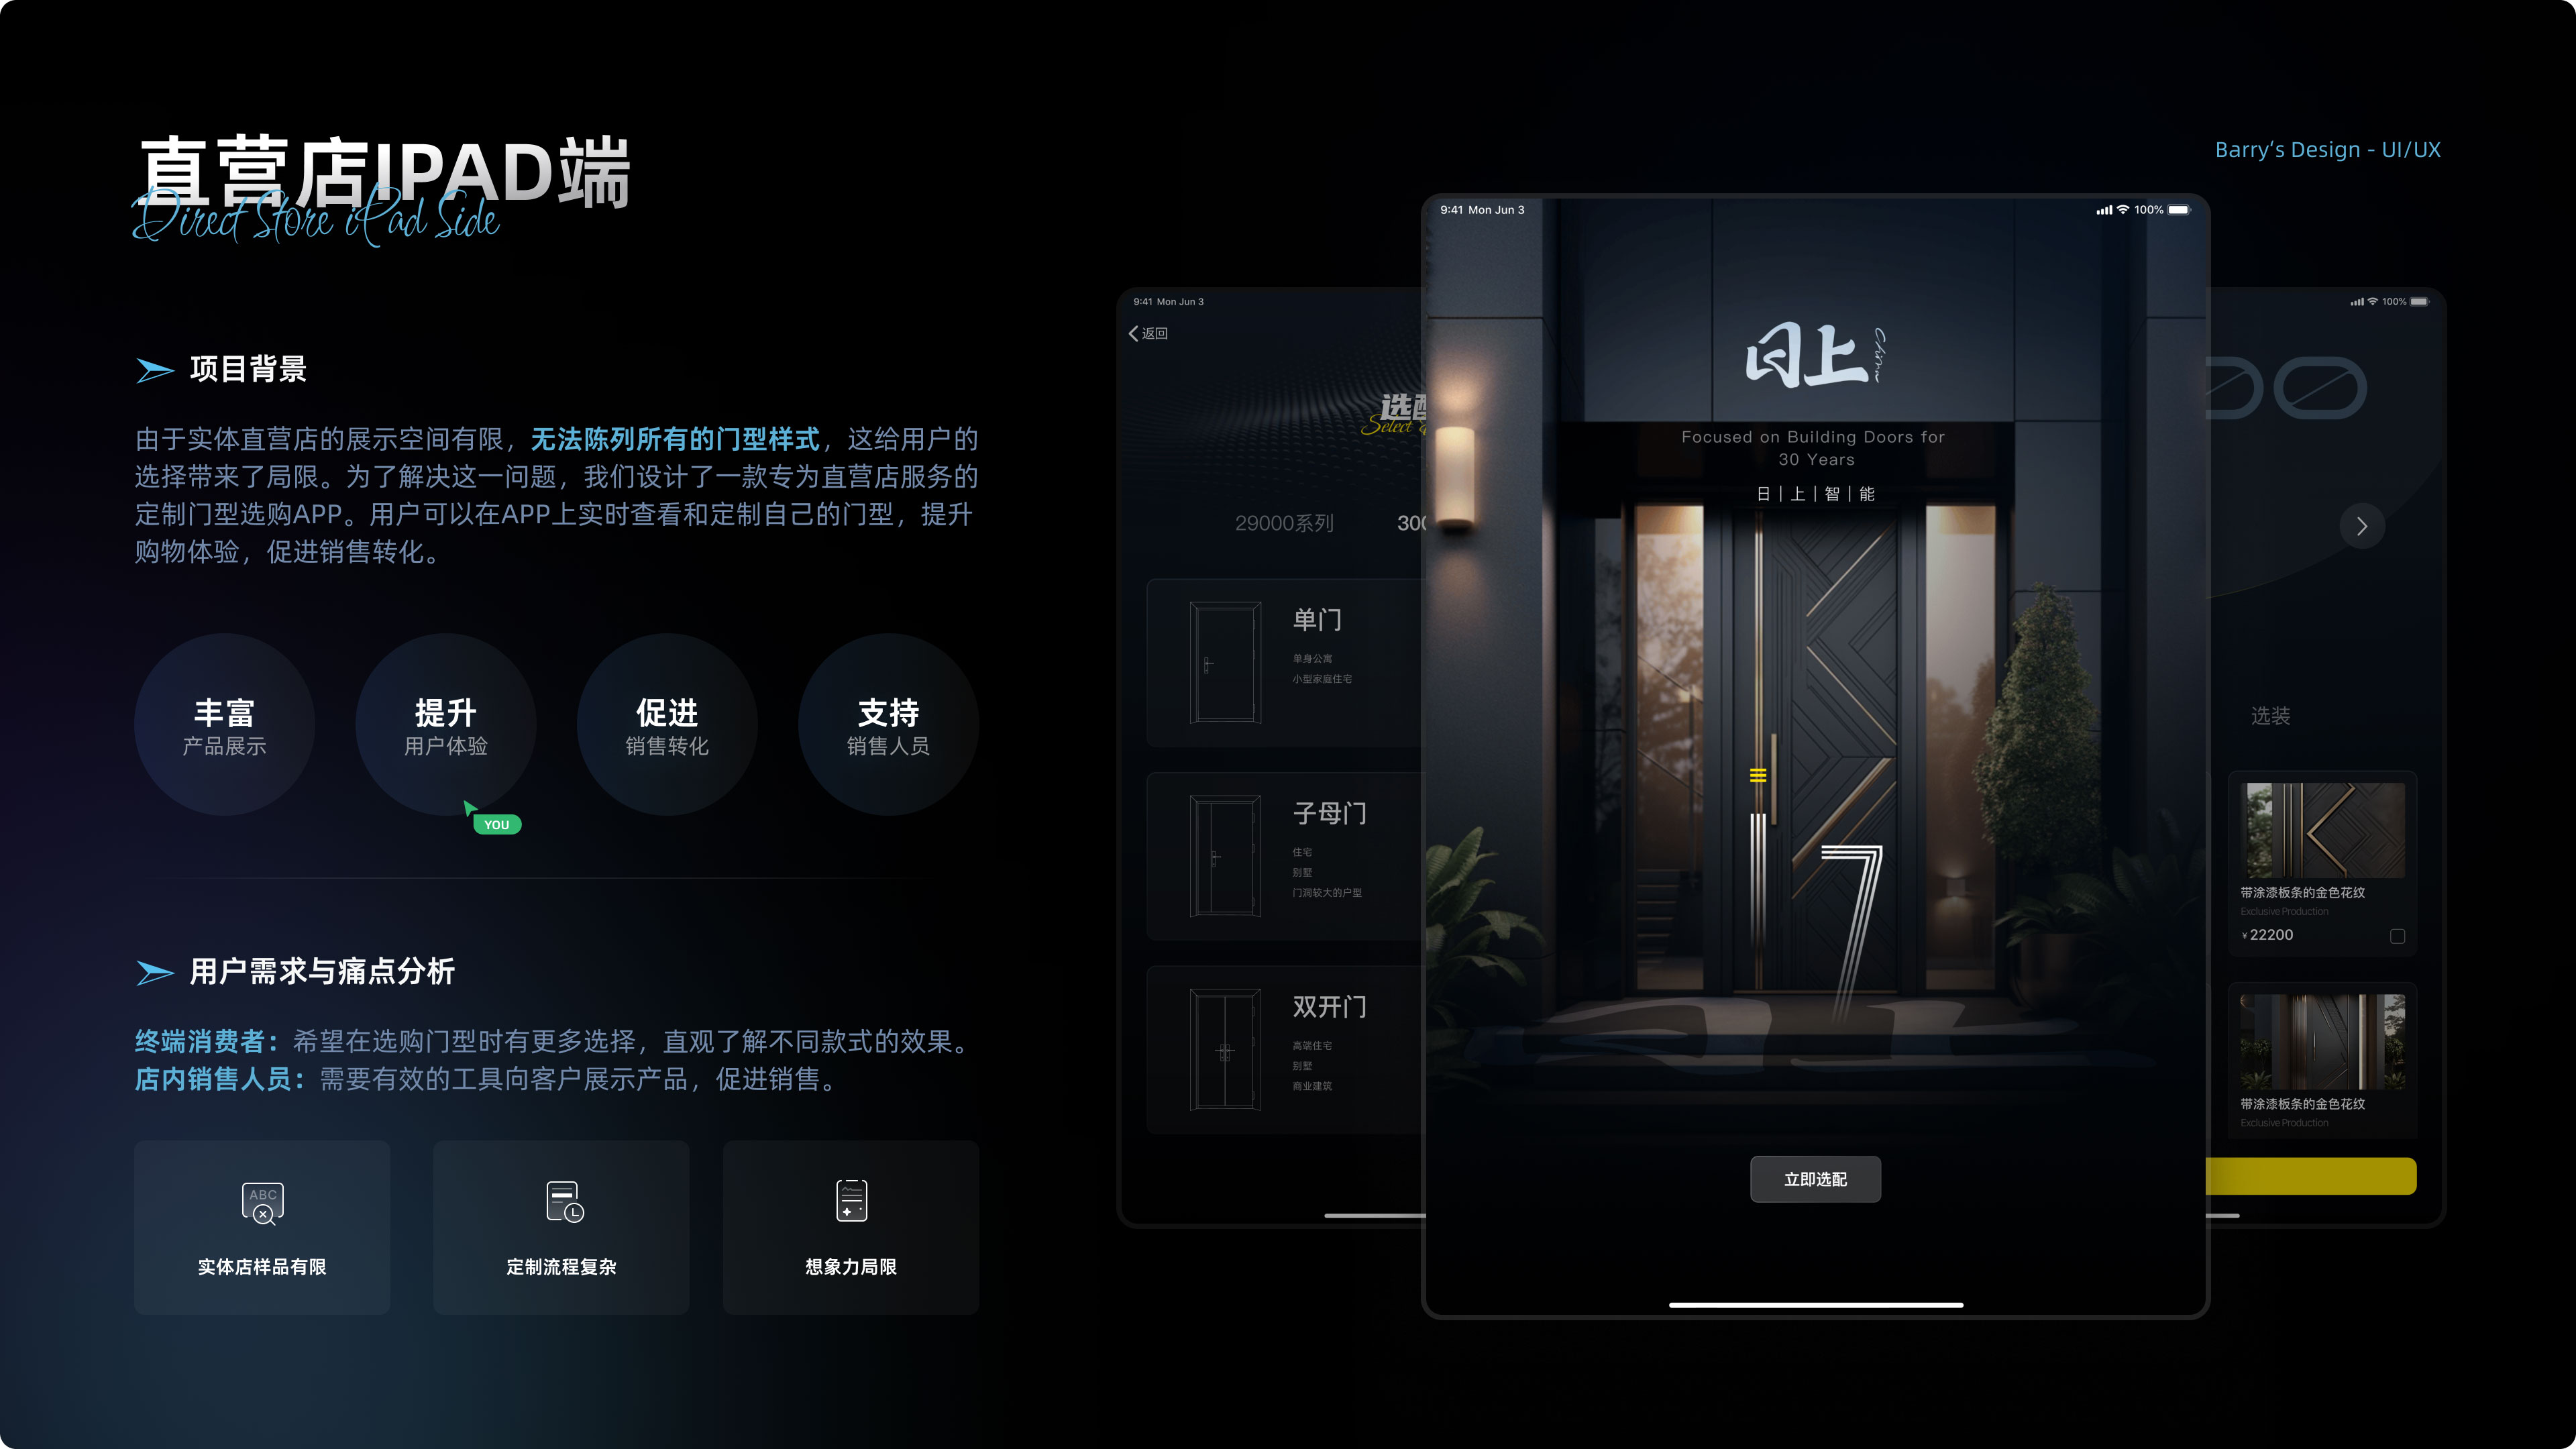 直营店IPAD端
Direct Store iPad Side
Barry‘s Design - UI/UX
项目背景
由于实体直营店的展示空间有限，无法陈列所有的门型样式，这给用户的
选择带来了局限。为了解决这一问题，我们设计了一款专为直营店服务的
定制门型选购APP。用户可以在APP上实时查看和定制自己的门型，提升
购物体验，促进销售转化。
丰富
产品展示
提升
用户体验
促进
销售转化
支持
销售人员
YOU
用户需求与痛点分析
终端消费者：希望在选购门型时有更多选择，直观了解不同款式的效果。
店内销售人员：需要有效的工具向客户展示产品，促进销售。
ABC
实体店样品有限
定制流程复杂
想象力局限
9:41 Mon Jun 3
返回
选配
Select
29000系列
300
单门
单身公寓
小型家庭住宅
子母门
住宅
别墅
门洞较大的户型
双开门
高端住宅
别墅
商业建筑
9:41 Mon Jun 3
100%
日上
Focused on Building Doors for
30 Years
日｜上｜智｜能
17
立即选配
100%
选装
带涂漆板条的金色花纹
Exclusive Production
¥22200
带涂漆板条的金色花纹
Exclusive Production